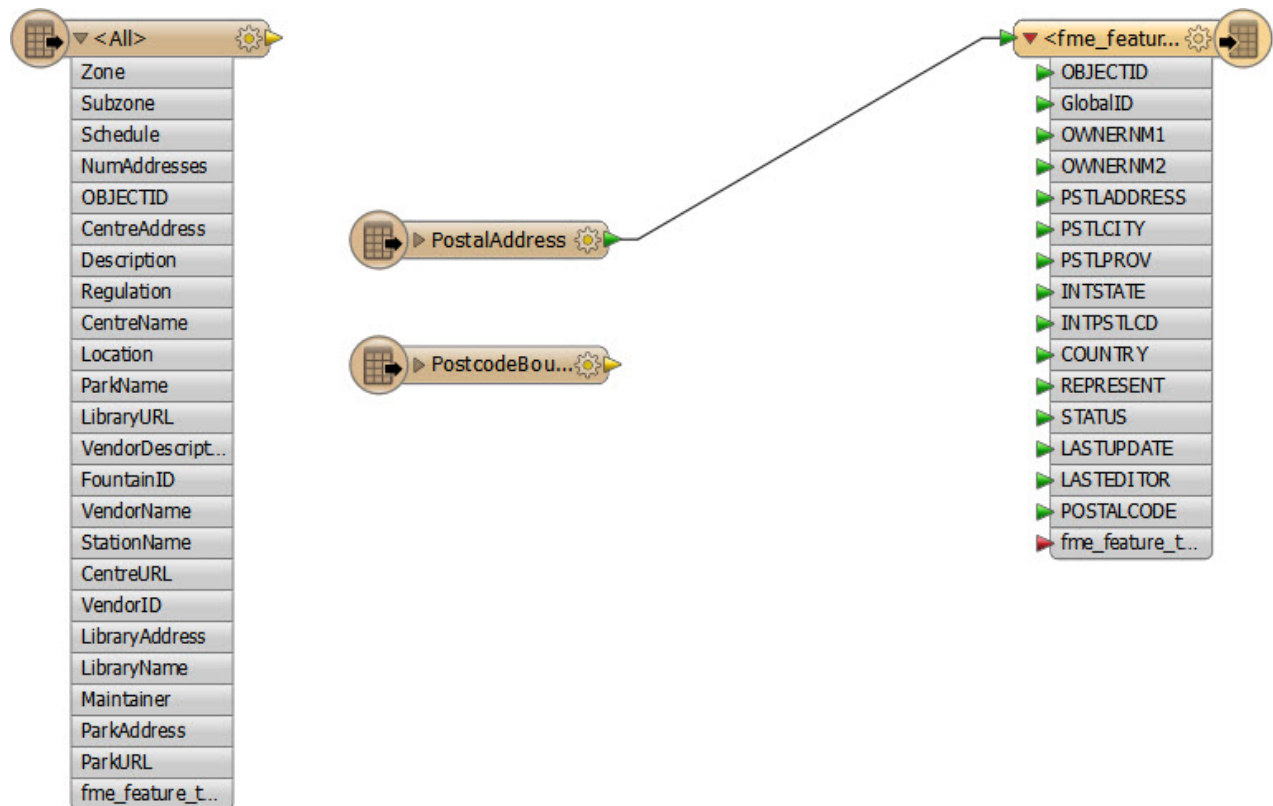 <All>
Zone
Subzone
Schedule
NumAddresses
OBJECTID
CentreAddress
Description
Regulation
CentreName
Location
ParkName
LibraryURL
VendorDescript...
FountainID
VendorName
StationName
CentreURL
VendorID
LibraryAddress
LibraryName
Maintainer
ParkAddress
ParkURL
fme_feature_t...
PostalAddress
PostcodeBou...
<fme_featur...
OBJECTID
GlobalID
OWNERNM1
OWNERNM2
PSTLADDRESS
PSTLCITY
PSTLPROV
INTSTATE
INTPSTLCD
COUNTRY
REPRESENT
STATUS
LASTUPDATE
LASTEDITOR
POSTALCODE
fme_feature_t...